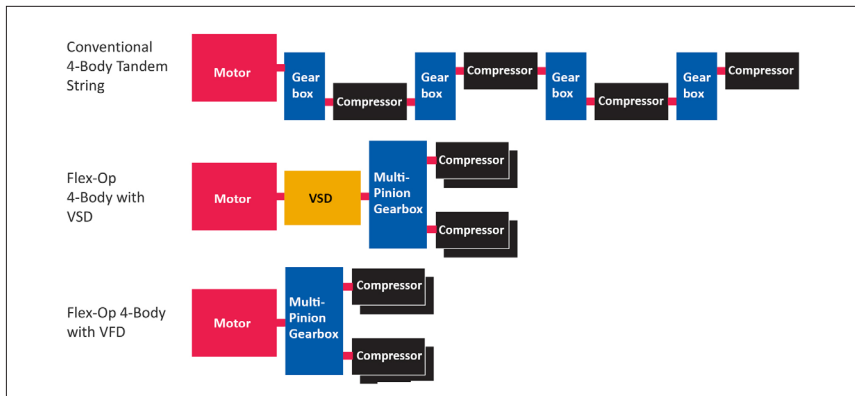 Conventional
4-Body Tandem
String
Motor
Gear
box
Compressor
Gear
box
Compressor
Gear
box
Compressor
Gear
box
Compressor
Flex-Op
4-Body with
VSD
Motor
VSD
Multi-
Pinion
Gearbox
Compressor
Compressor
Flex-Op 4-Body
with VFD
Motor
Multi-
Pinion
Gearbox
Compressor
Compressor